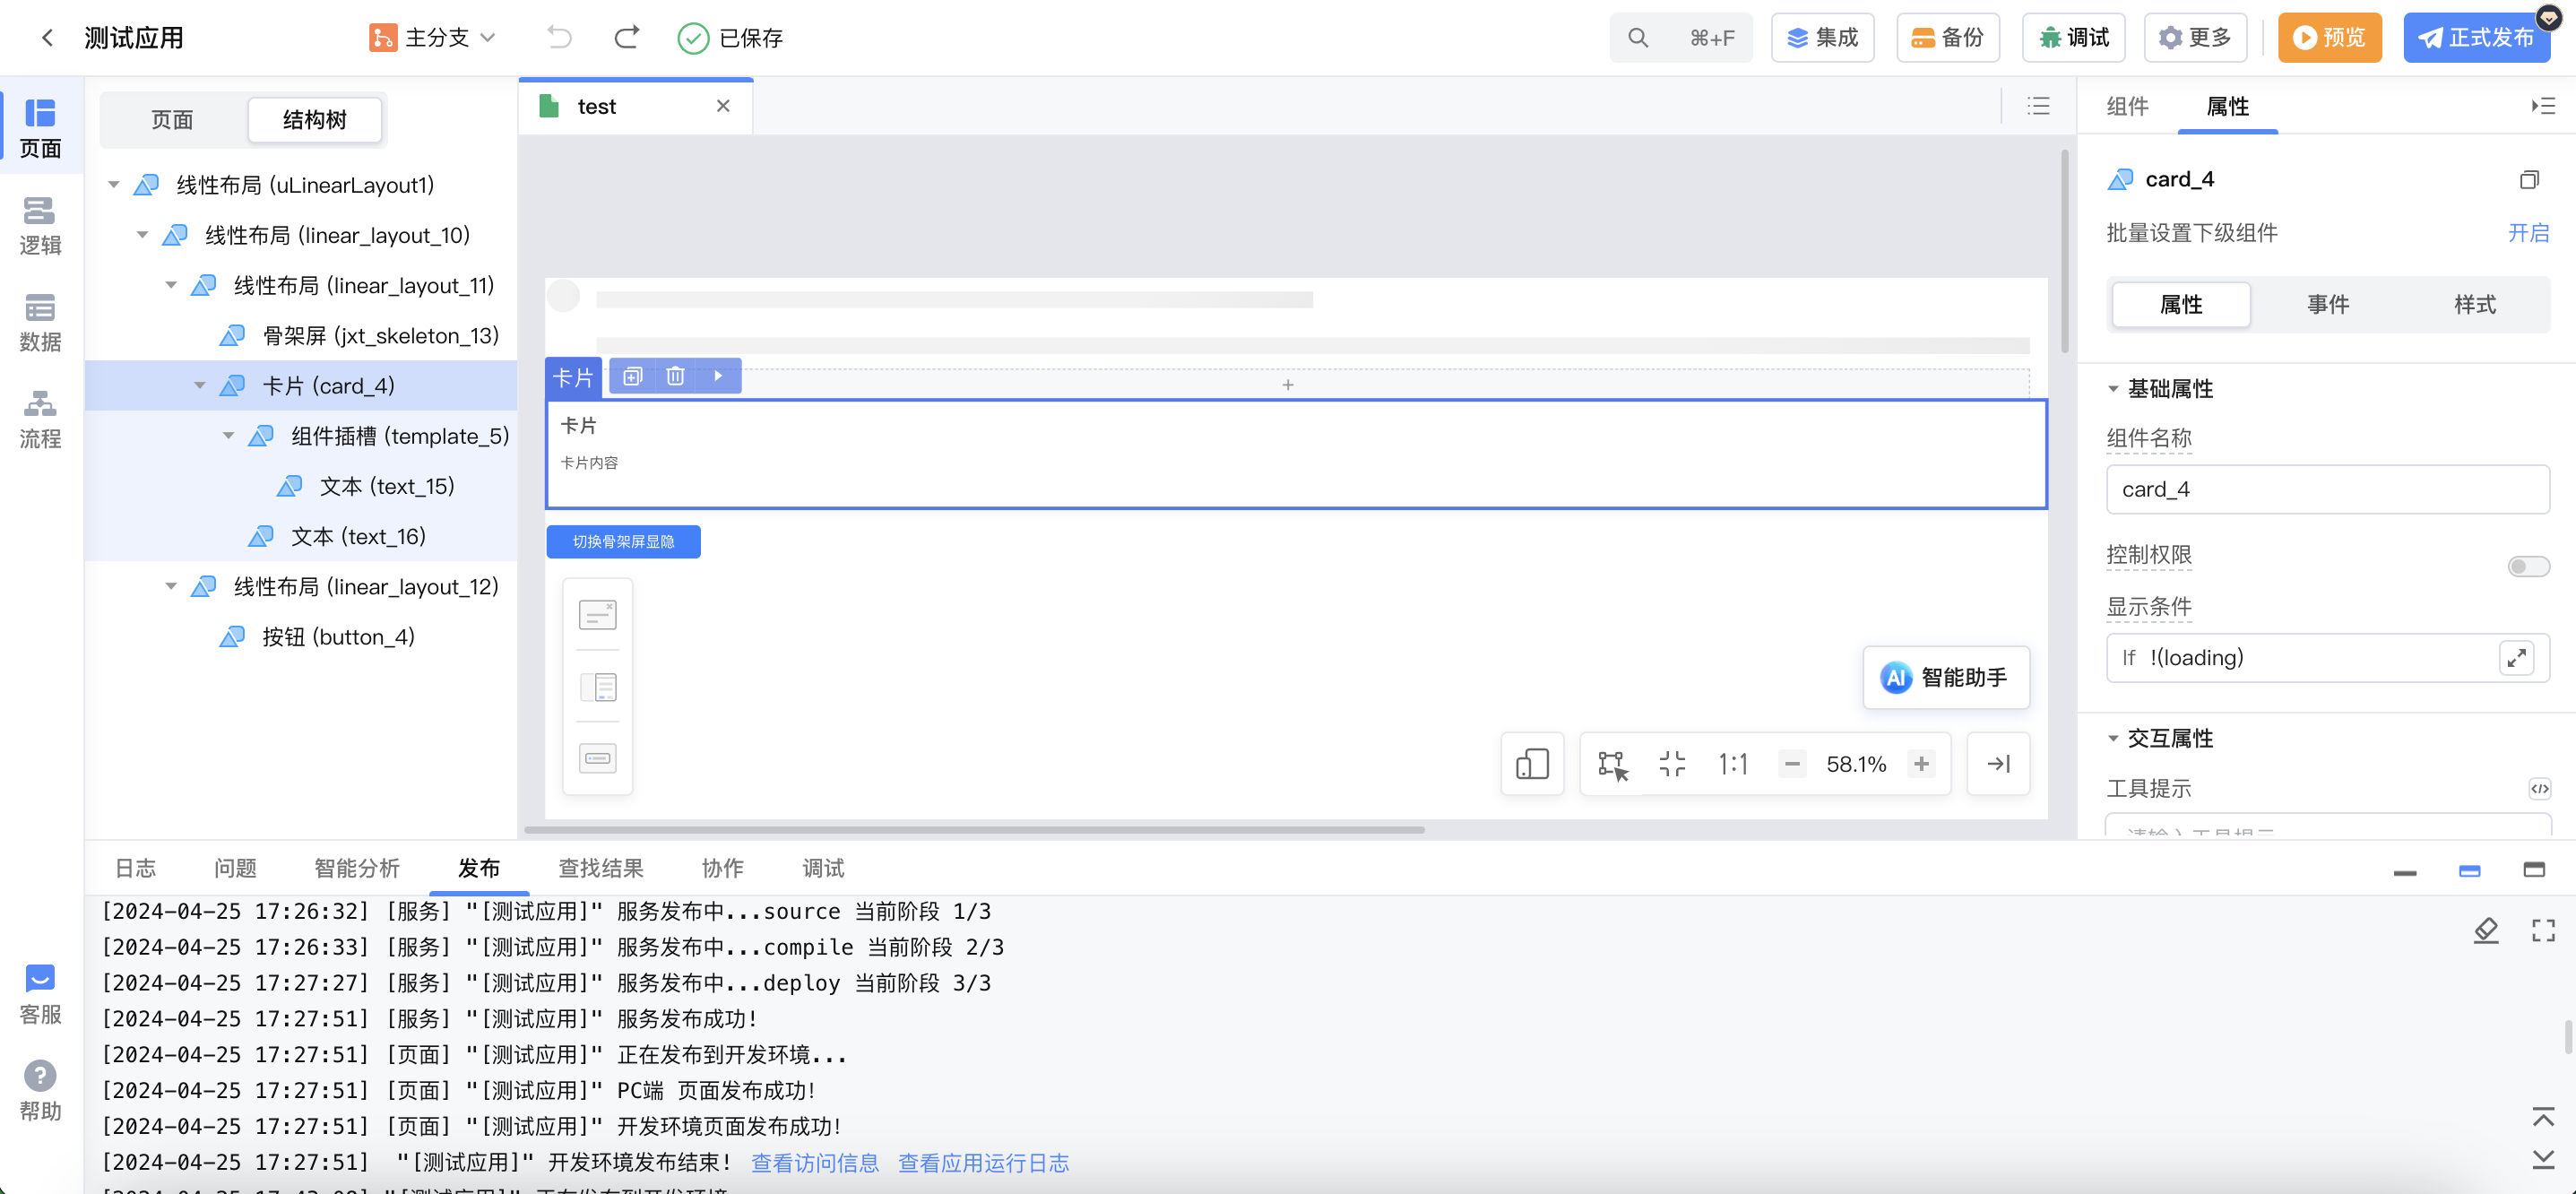 测试应用
主分支
已保存
⌘+F
集成
备份
调试
更多
预览
正式发布
页面
逻辑
数据
流程
客服
帮助
页面
结构树
线性布局 (uLinearLayout1)
线性布局 (linear_layout_10)
线性布局 (linear_layout_11)
骨架屏 (jxt_skeleton_13)
卡片 (card_4)
组件插槽 (template_5)
文本 (text_15)
文本 (text_16)
线性布局 (linear_layout_12)
按钮 (button_4)
test
卡片
卡片
卡片内容
切换骨架屏显隐
AI 智能助手
1:1
58.1%
组件
属性
card_4
批量设置下级组件
开启
属性
事件
样式
基础属性
组件名称
card_4
控制权限
显示条件
If !(loading)
交互属性
工具提示
请输入工具提示
日志
问题
智能分析
发布
查找结果
协作
调试
[2024-04-25 17:26:32] [服务] "[测试应用]" 服务发布中...source 当前阶段 1/3
[2024-04-25 17:26:33] [服务] "[测试应用]" 服务发布中...compile 当前阶段 2/3
[2024-04-25 17:27:27] [服务] "[测试应用]" 服务发布中...deploy 当前阶段 3/3
[2024-04-25 17:27:51] [服务] "[测试应用]" 服务发布成功!
[2024-04-25 17:27:51] [页面] "[测试应用]" 正在发布到开发环境...
[2024-04-25 17:27:51] [页面] "[测试应用]" PC端 页面发布成功!
[2024-04-25 17:27:51] [页面] "[测试应用]" 开发环境页面发布成功!
[2024-04-25 17:27:51] "[测试应用]" 开发环境发布结束! 查看访问信息 查看应用运行日志